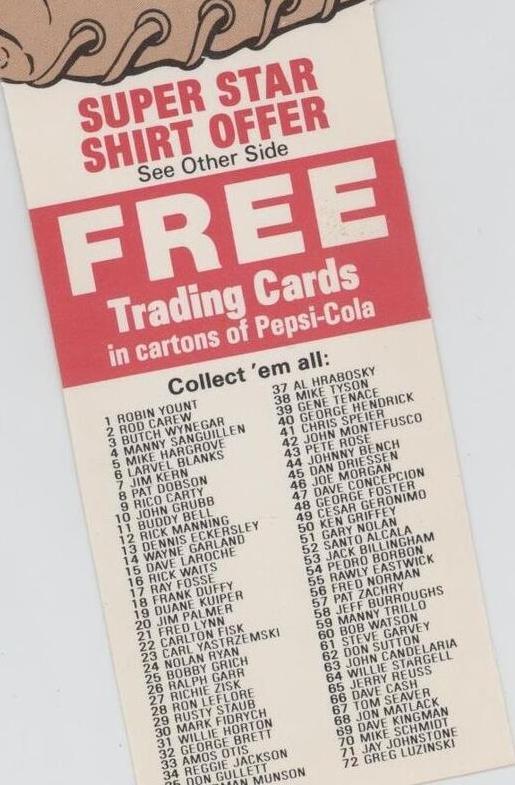 SUPER STAR
SHIRT OFFER
See Other Side
FREE
Trading Cards
in cartons of Pepsi-Cola
Collect 'em all:
1 ROBIN YOUNT
2 ROD CAREW
3 BUTCH WYNEGAR
4 MANNY SANGUILLEN
5 MIKE HARGROVE
6 LARVEL BLANKS
7 JIM KERN
8 PAT DOBSON
9 RICO CARTY
10 JOHN GRUBB
11 BUDDY BELL
12 RICK MANNING
13 DENNIS ECKERSLEY
14 WAYNE GARLAND
15 DAVE LAROCHE
16 RICK WAITS
17 RAY FOSSE
18 FRANK DUFFY
19 DUANE KUIPER
20 JIM PALMER
21 FRED LYNN
22 CARLTON FISK
23 CARL YASTRZEMSKI
24 NOLAN RYAN
25 BOBBY GRICH
26 RALPH GARR
27 RICHIE ZISK
28 RON LEFLORE
29 RUSTY STAUB
30 MARK FIDRYCH
31 WILLIE HORTON
32 GEORGE BRETT
33 AMOS OTIS
34 REGGIE JACKSON
35 DON GULLETT
MUNSON
37 AL HRABOSKY
38 MIKE TYSON
39 GENE TENACE
40 GEORGE HENDRICK
41 CHRIS SPEIER
42 JOHN MONTEFUSCO
43 PETE ROSE
44 JOHNNY BENCH
45 DAN DRIESSEN
46 JOE MORGAN
47 DAVE CONCEPCION
48 GEORGE FOSTER
49 CESAR GERONIMO
50 KEN GRIFFEY
51 GARY NOLAN
52 SANTO ALCALA
53 JACK BILLINGHAM
54 PEDRO BORBON
55 RAWLY EASTWICK
56 FRED NORMAN
57 PAT ZACHRY
58 JEFF BURROUGHS
59 MANNY TRILLO
60 BOB WATSON
61 STEVE GARVEY
62 DON SUTTON
63 JOHN CANDELARIA
64 WILLIE STARGELL
65 JERRY REUSS
66 DAVE CASH
67 TOM SEAVER
68 JON MATLACK
69 DAVE KINGMAN
70 MIKE SCHMIDT
71 JAY JOHNSTONE
72 GREG LUZINSKI